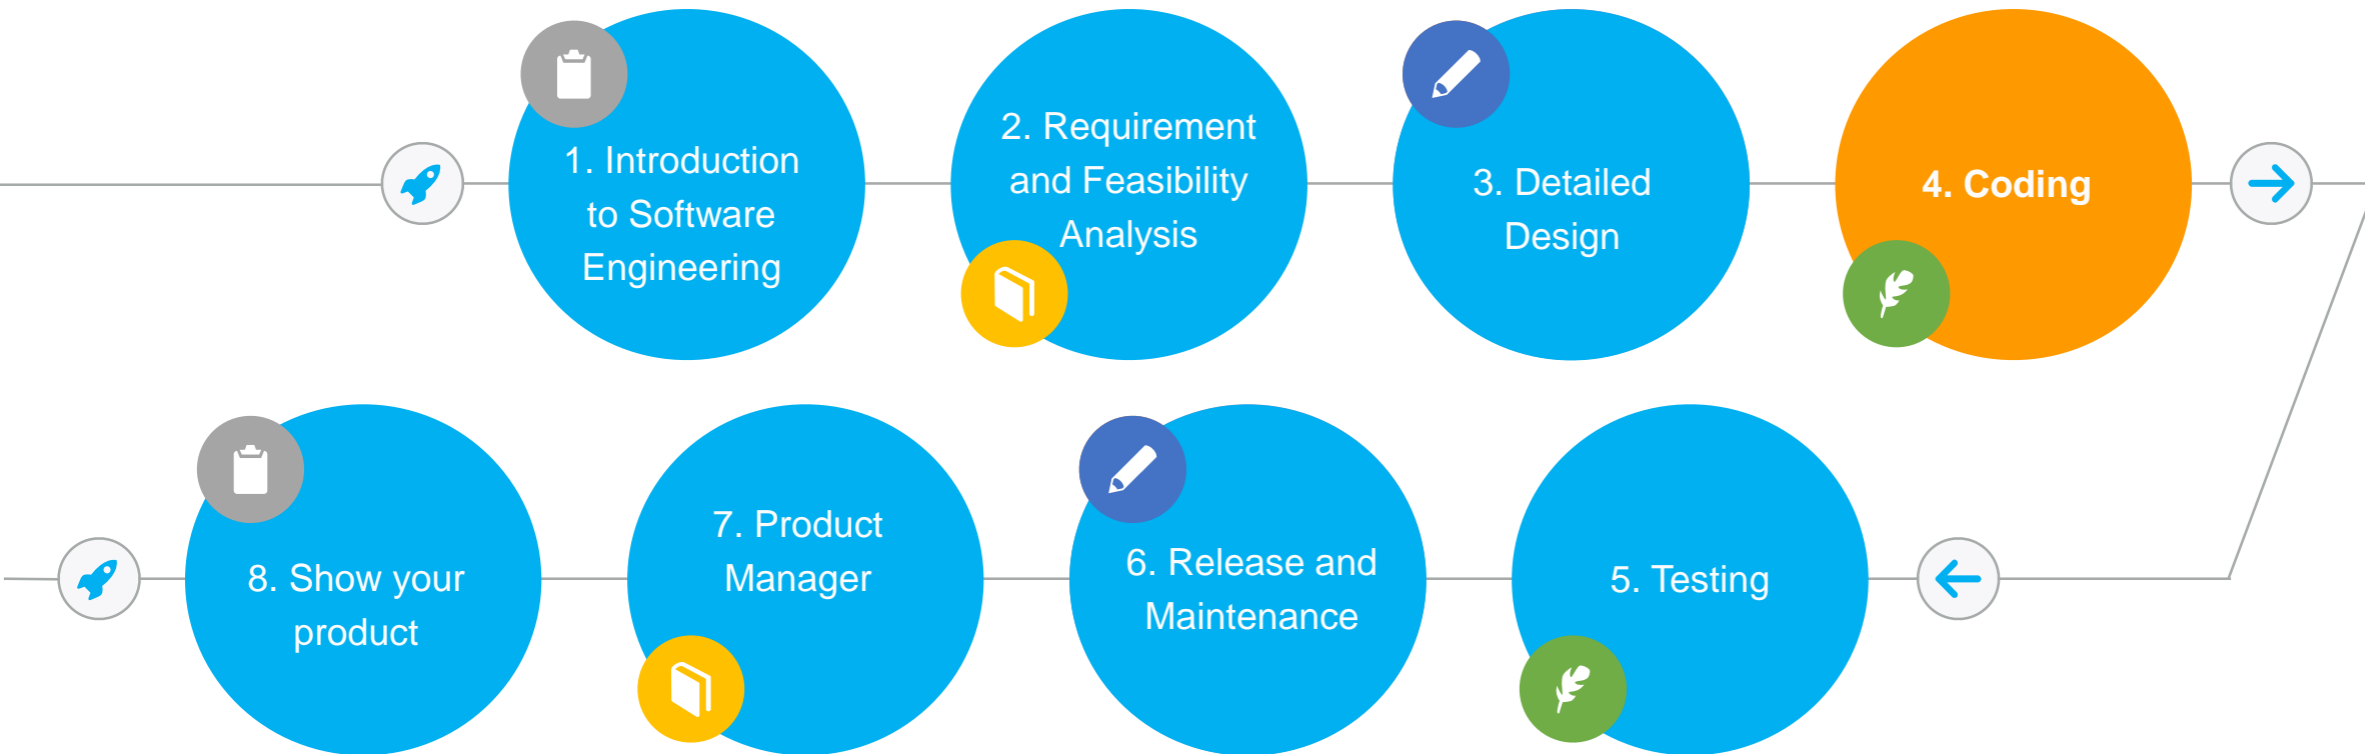 1. Introduction
to Software
Engineering
2. Requirement
and Feasibility
Analysis
3. Detailed
Design
4. Coding
8. Show your
product
7. Product
Manager
6. Release and
Maintenance
5. Testing